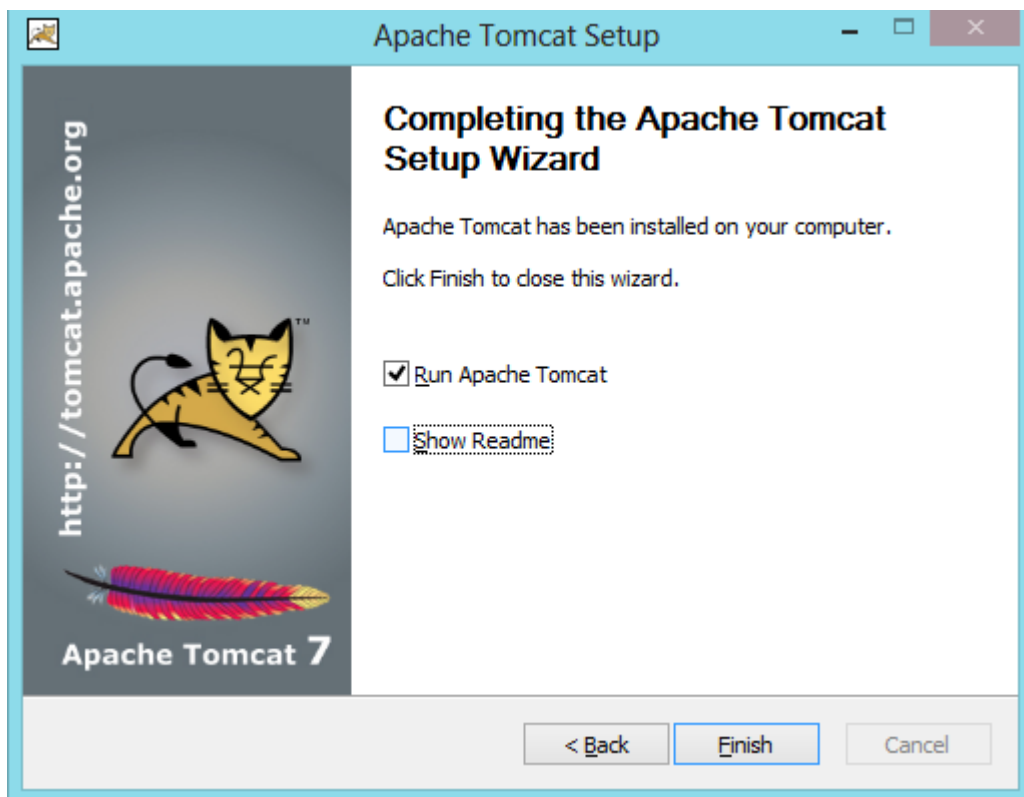 Apache Tomcat Setup
http://tomcat.apache.org
TM
Apache Tomcat 7
Completing the Apache Tomcat
Setup Wizard
Apache Tomcat has been installed on your computer.
Click Finish to close this wizard.
Run Apache Tomcat
Show Readme
< Back
Finish
Cancel